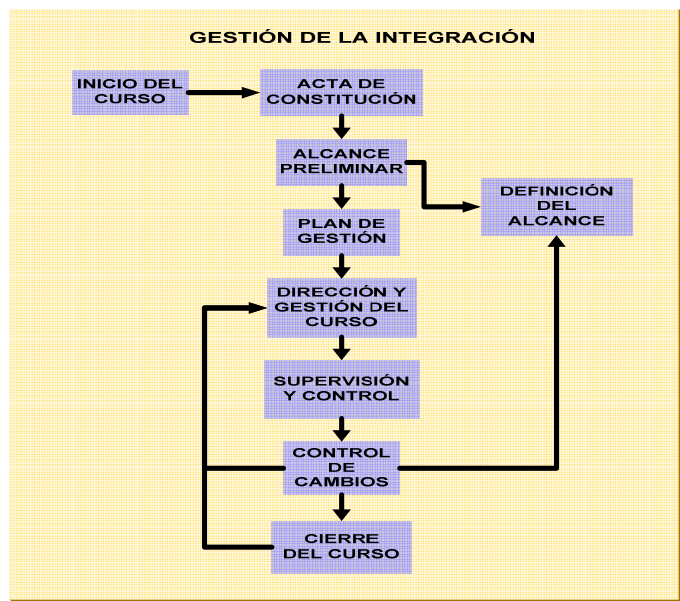 GESTIÓN DE LA INTEGRACIÓN
INICIO DEL
CURSO
ACTA DE
CONSTITUCIÓN
ALCANCE
PRELIMINAR
DEFINICIÓN
DEL
ALCANCE
PLAN DE
GESTIÓN
DIRECCIÓN Y
GESTIÓN DEL
CURSO
SUPERVISIÓN
Y CONTROL
CONTROL
DE
CAMBIOS
CIERRE
DEL CURSO